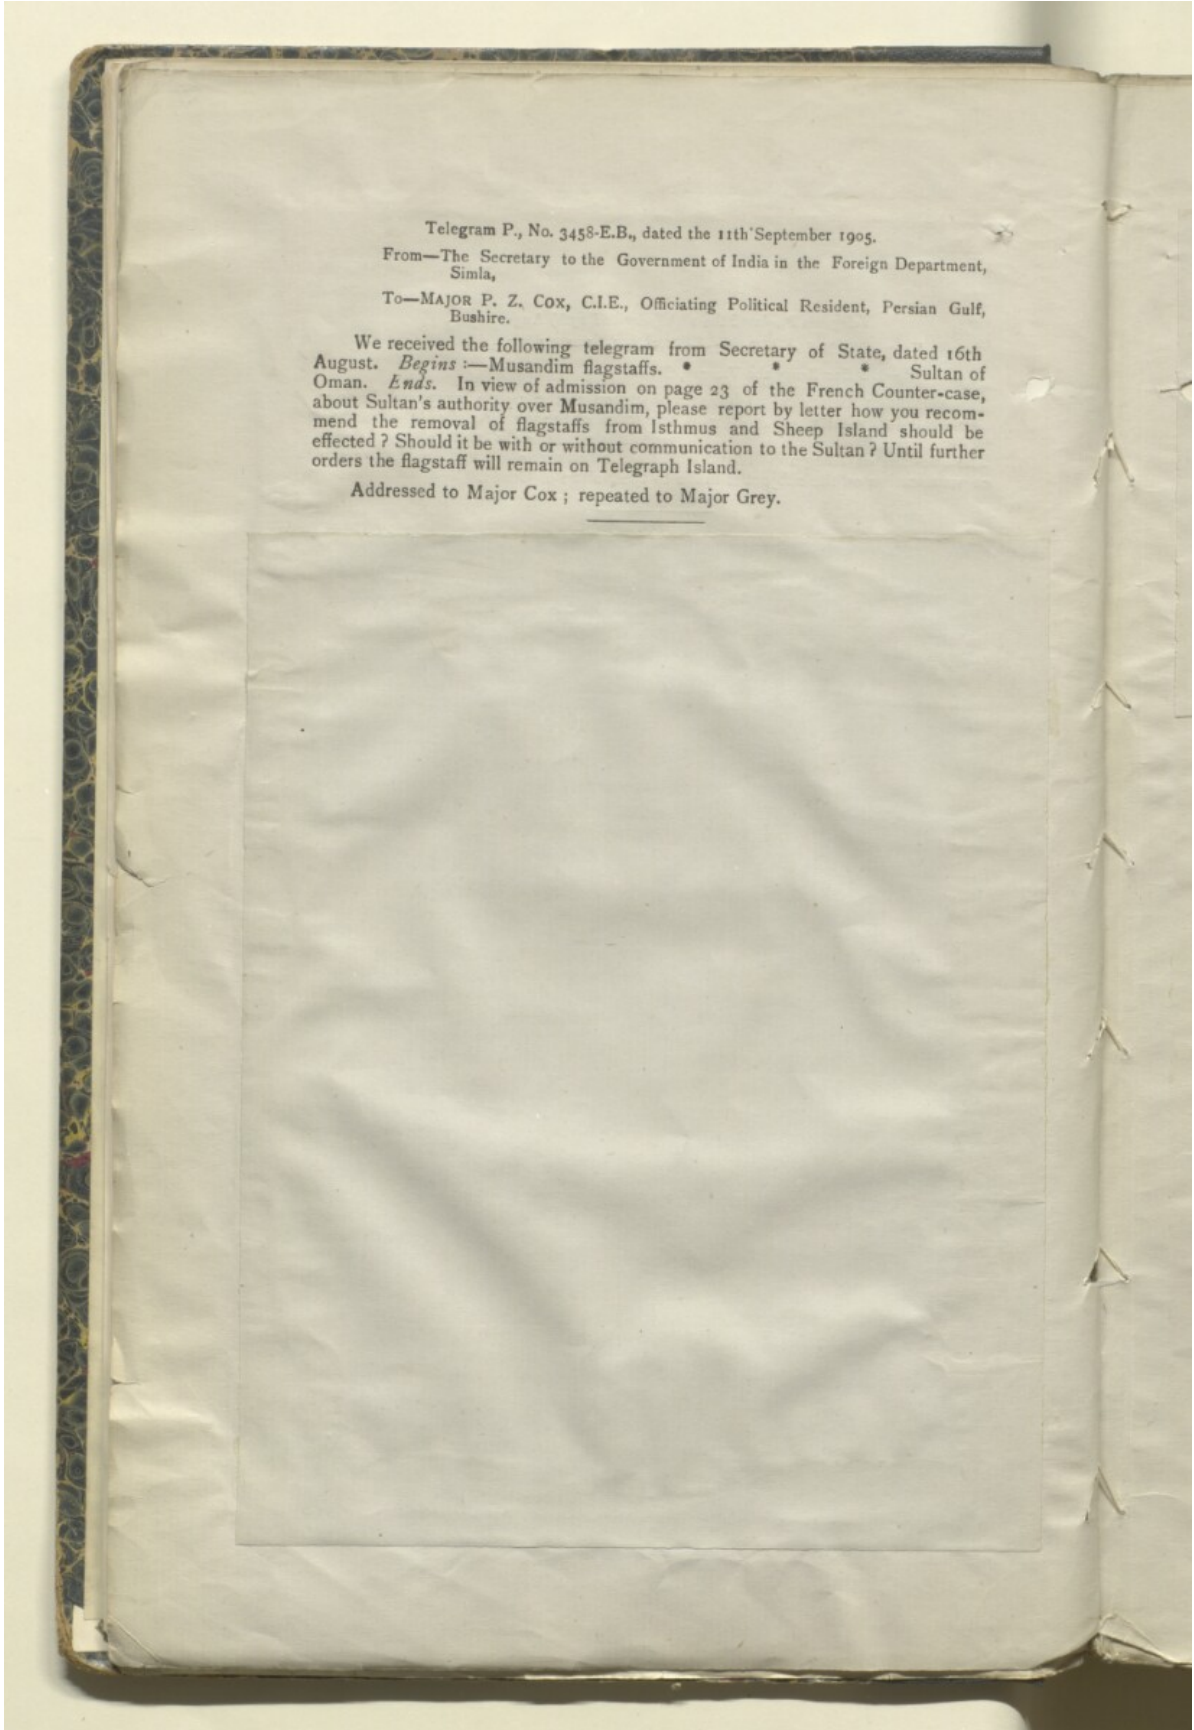 Telegram P., No. 3458-E.B., dated the 11th September 1905.
From—The Secretary to the Government of India in the Foreign Department,
Simla,
To—MAJOR P. Z. COX, C.I.E., Officiating Political Resident, Persian Gulf,
Bushire.
We received the following telegram from Secretary of State, dated 16th
August. Begins :—Musandim flagstaffs. * * * Sultan of
Oman. Ends. In view of admission on page 23 of the French Counter-case,
about Sultan's authority over Musandim, please report by letter how you recom-
mend the removal of flagstaffs from Isthmus and Sheep Island should be
effected ? Should it be with or without communication to the Sultan ? Until further
orders the flagstaff will remain on Telegraph Island.
Addressed to Major Cox ; repeated to Major Grey.